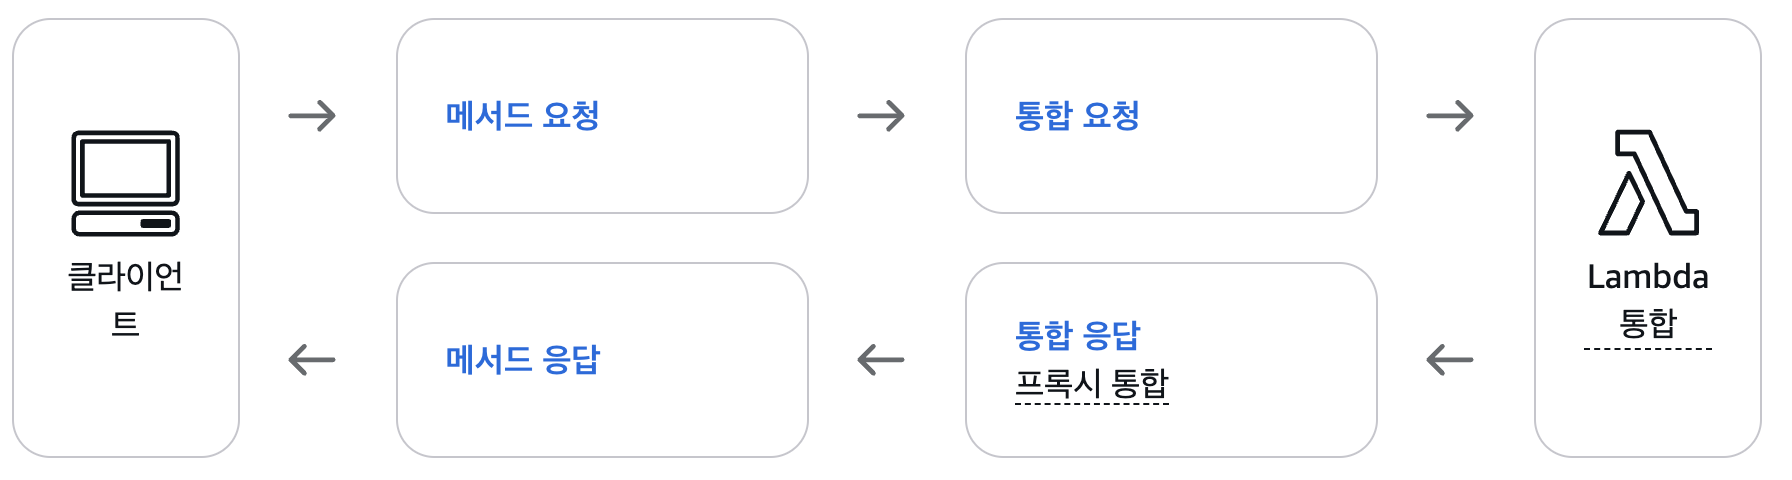 클라이언
트
메서드 요청
통합 요청
메서드 응답
통합 응답
프록시 통합
Lambda
통합